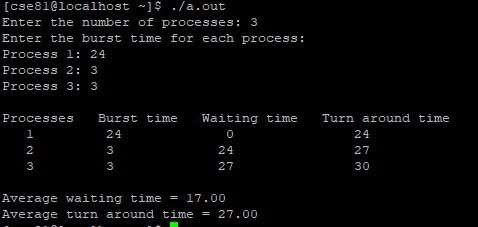 [cse81@localhost ~]$ ./a.out
Enter the number of processes: 3
Enter the burst time for each process:
Process 1: 24
Process 2: 3
Process 3: 3
Processes Burst time Waiting time Turn around time
1 24 0 24
2 3 24 27
3 3 27 30
Average waiting time = 17.00
Average turn around time = 27.00